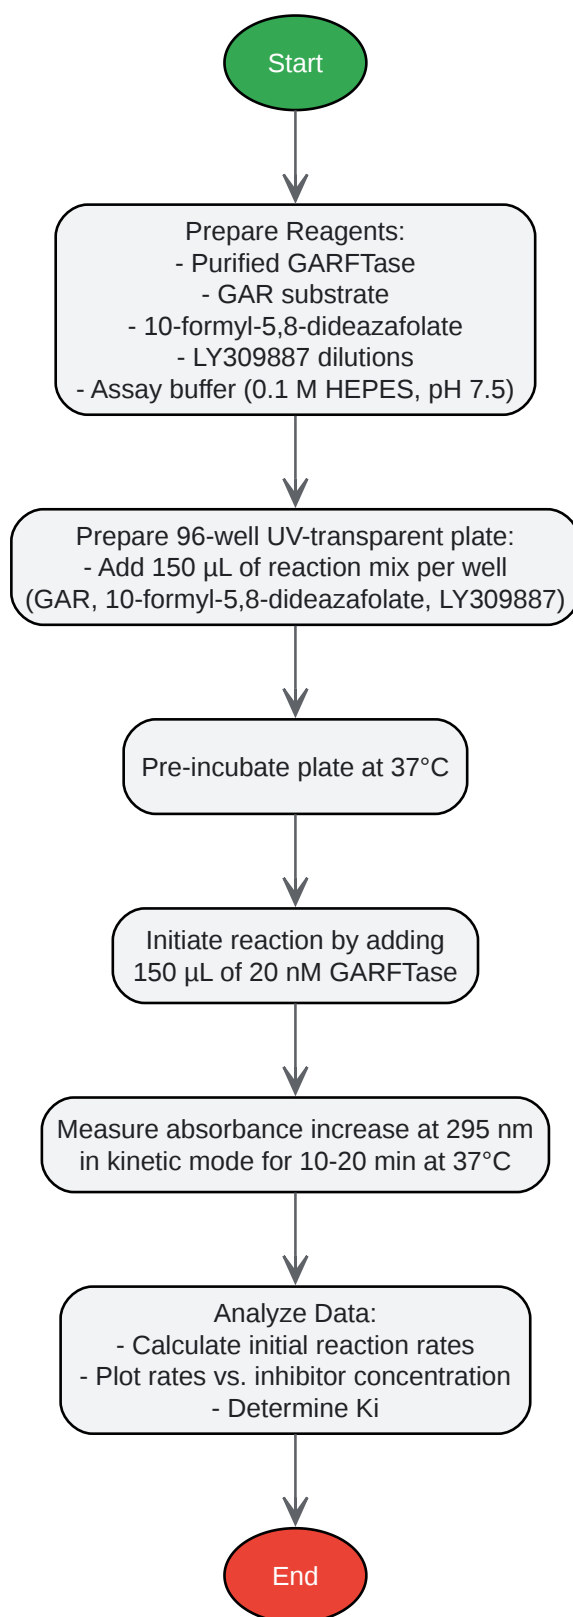 Start
Prepare Reagents:
- Purified GARFTase
- GAR substrate
- 10-formyl-5,8-dideazafolate
- LY309887 dilutions
- Assay buffer (0.1 M HEPES, pH 7.5)
Prepare 96-well UV-transparent plate:
- Add 150 µL of reaction mix per well
(GAR, 10-formyl-5,8-dideazafolate, LY309887)
Pre-incubate plate at 37°C
Initiate reaction by adding
150 µL of 20 nM GARFTase
Measure absorbance increase at 295 nm
in kinetic mode for 10-20 min at 37°C
Analyze Data:
- Calculate initial reaction rates
- Plot rates vs. inhibitor concentration
- Determine Ki
End